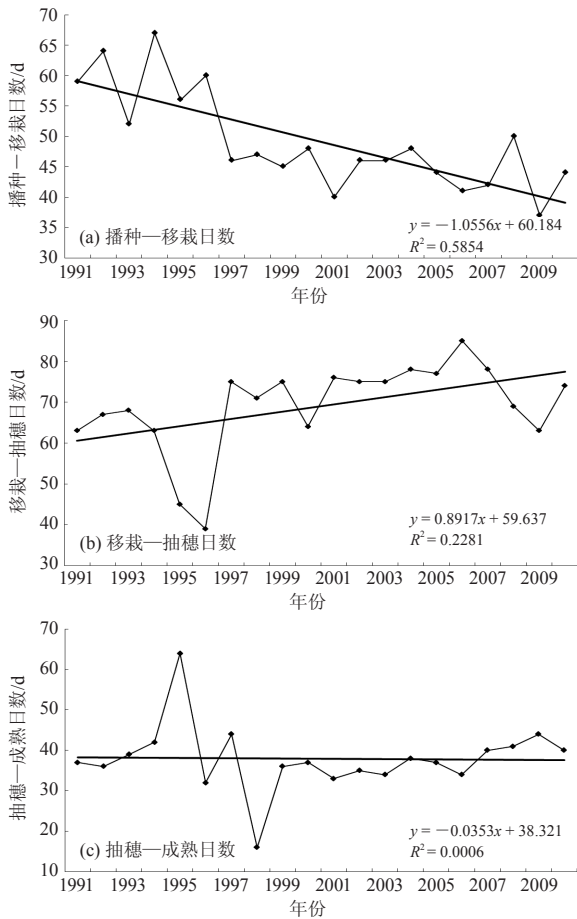 70
65
60
55
50
45
40
35
30
播种－移栽日数/d
(a) 播种—移栽日数
y = －1.0556x + 60.184
R² = 0.5854
1991 1993 1995 1997 1999 2001 2003 2005 2007 2009
年份
90
80
70
60
50
40
30
移栽—抽穗日数/d
(b) 移栽—抽穗日数
y = 0.8917x + 59.637
R² = 0.2281
1991 1993 1995 1997 1999 2001 2003 2005 2007 2009
年份
70
60
50
40
30
20
10
抽穗—成熟日数/d
(c) 抽穗—成熟日数
y = －0.0353x + 38.321
R² = 0.0006
1991 1993 1995 1997 1999 2001 2003 2005 2007 2009
年份